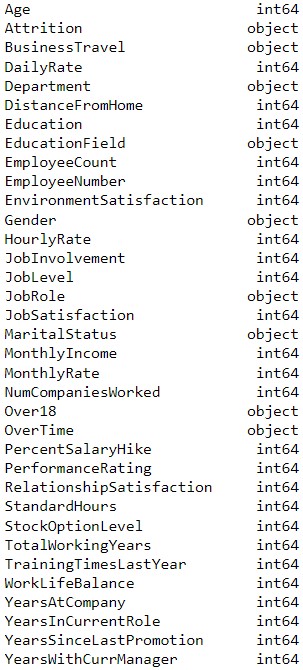 Age int64
Attrition object
BusinessTravel object
DailyRate int64
Department object
DistanceFromHome int64
Education int64
EducationField object
EmployeeCount int64
EmployeeNumber int64
EnvironmentSatisfaction int64
Gender object
HourlyRate int64
JobInvolvement int64
JobLevel int64
JobRole object
JobSatisfaction int64
MaritalStatus object
MonthlyIncome int64
MonthlyRate int64
NumCompaniesWorked int64
Over18 object
OverTime object
PercentSalaryHike int64
PerformanceRating int64
RelationshipSatisfaction int64
StandardHours int64
StockOptionLevel int64
TotalWorkingYears int64
TrainingTimesLastYear int64
WorkLifeBalance int64
YearsAtCompany int64
YearsInCurrentRole int64
YearsSinceLastPromotion int64
YearsWithCurrManager int64